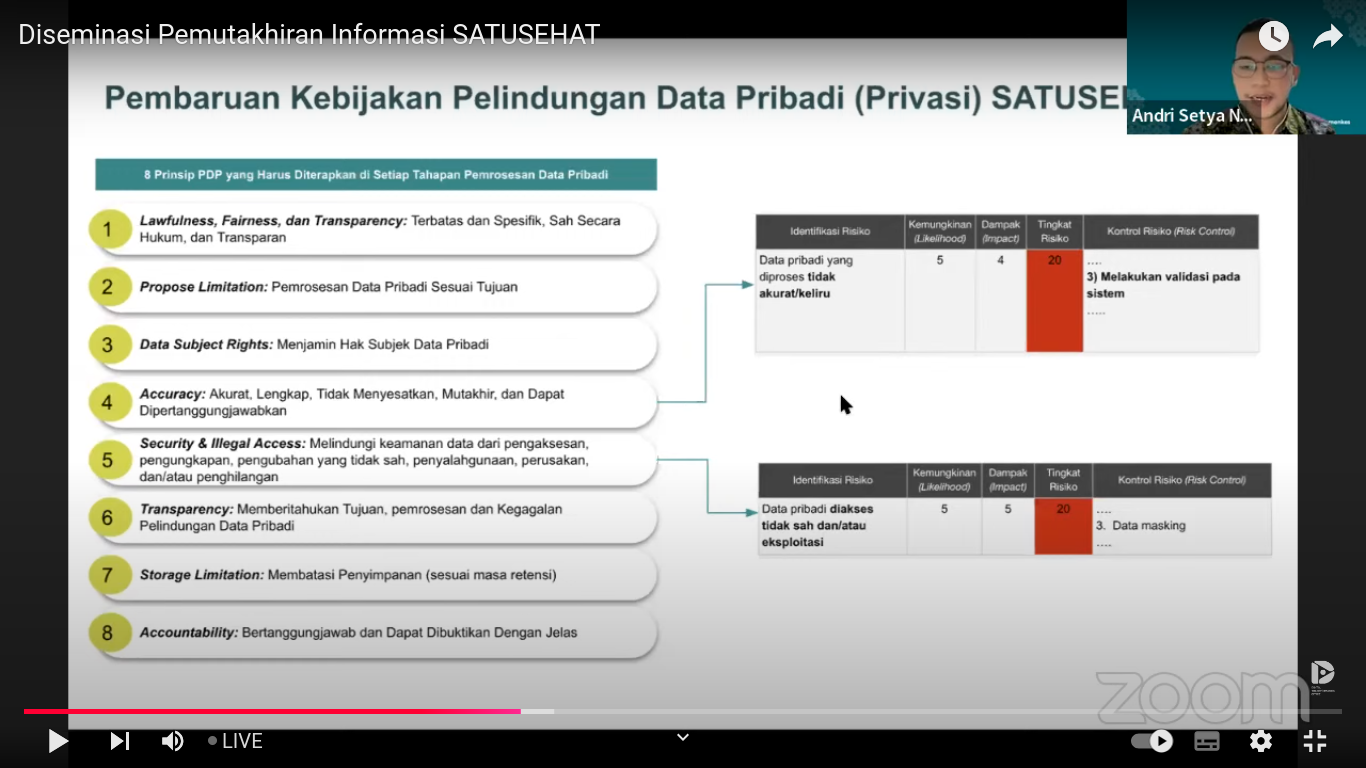 Diseminasi Pemutakhiran Informasi SATUSEHAT
Pembaruan Kebijakan Pelindungan Data Pribadi (Privasi)
Andri Setya N...
8 Prinsip PDP yang Harus Diterapkan di Setiap Tahapan Pemrosesan Data Pribadi
1
Lawfulness, Fairness, dan Transparency: Terbatas dan Spesifik, Sah Secara
Hukum, dan Transparan
2
Propose Limitation: Pemrosesan Data Pribadi Sesuai Tujuan
3
Data Subject Rights: Menjamin Hak Subjek Data Pribadi
4
Accuracy: Akurat, Lengkap, Tidak Menyesatkan, Mutakhir, dan Dapat
Dipertanggungjawabkan
5
Security & Illegal Access: Melindungi keamanan data dari pengaksesan,
pengungkapan, pengubahan yang tidak sah, penyalahgunaan, perusakan,
dan/atau penghilangan
6
Transparency: Memberitahukan Tujuan, pemrosesan dan Kegagalan
Pelindungan Data Pribadi
7
Storage Limitation: Membatasi Penyimpanan (sesuai masa retensi)
8
Accountability: Bertanggungjawab dan Dapat Dibuktikan Dengan Jelas
Identifikasi Risiko
Kemungkinan
(Likelihood)
Dampak
(Impact)
Tingkat
Risiko
Kontrol Risiko (Risk Control)
Data pribadi yang
diproses tidak
akurat/keliru
5
4
20
....
3) Melakukan validasi pada
sistem
.....
Identifikasi Risiko
Kemungkinan
(Likelihood)
Dampak
(Impact)
Tingkat
Risiko
Kontrol Risiko (Risk Control)
Data pribadi diakses
tidak sah dan/atau
eksploitasi
5
5
20
....
3. Data masking
....
zoom
LIVE